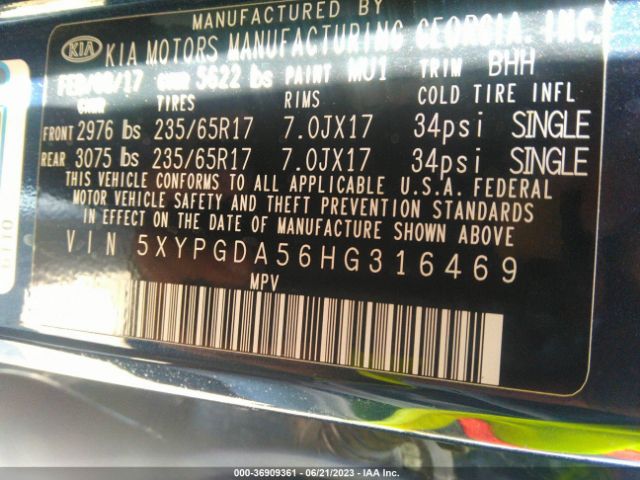 MANUFACTURED BY
KIA KIA MOTORS MANUFACTURING GEORGIA, INC.
GVWR 5622 lbs PAINT MU1 TRIM BHH
GAWR TIRES RIMS COLD TIRE INFL
FRONT 2976 lbs 235/65R17 7.0JX17 34psi SINGLE
REAR 3075 lbs 235/65R17 7.0JX17 34psi SINGLE
THIS VEHICLE CONFORMS TO ALL APPLICABLE U.S.A. FEDERAL
MOTOR VEHICLE SAFETY AND THEFT PREVENTION STANDARDS
IN EFFECT ON THE DATE OF MANUFACTURE SHOWN ABOVE
VIN 5XYPGDA56HG316469
MPV
000-36909361 - 06/21/2023 - IAA Inc.